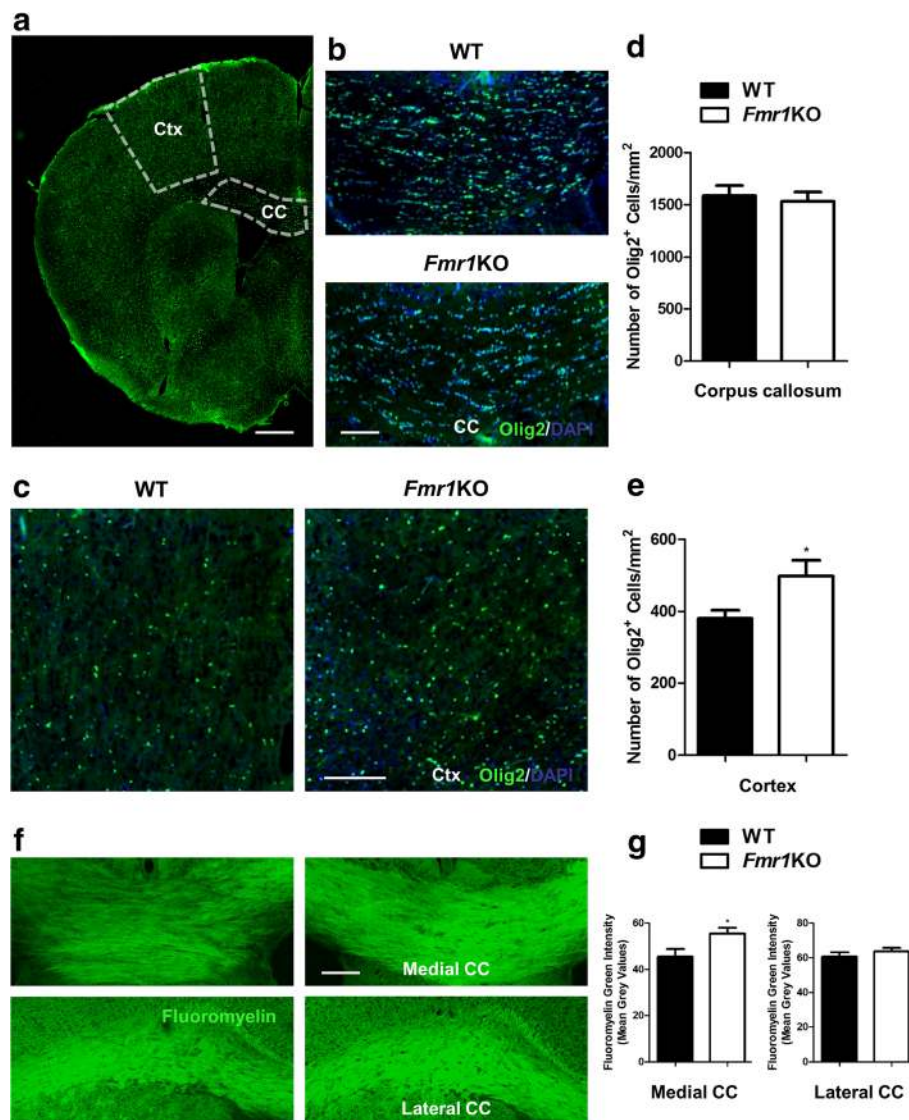 a
Ctx
CC
b
WT
Fmr1KO
CC Olig2/DAPI
d
WT
Fmr1KO
Number of Olig2+ Cells/mm²
2000
1500
1000
500
0
Corpus callosum
c
WT
Fmr1KO
Ctx Olig2/DAPI
e
Number of Olig2+ Cells/mm²
600
400
200
0
*
Cortex
f
Medial CC
Fluoromyelin
Lateral CC
g
WT
Fmr1KO
Fluoromyelin Green Intensity
(Mean Grey Values)
60
40
20
0
*
Medial CC
Fluoromyelin Green Intensity
(Mean Grey Values)
80
60
40
20
0
Lateral CC